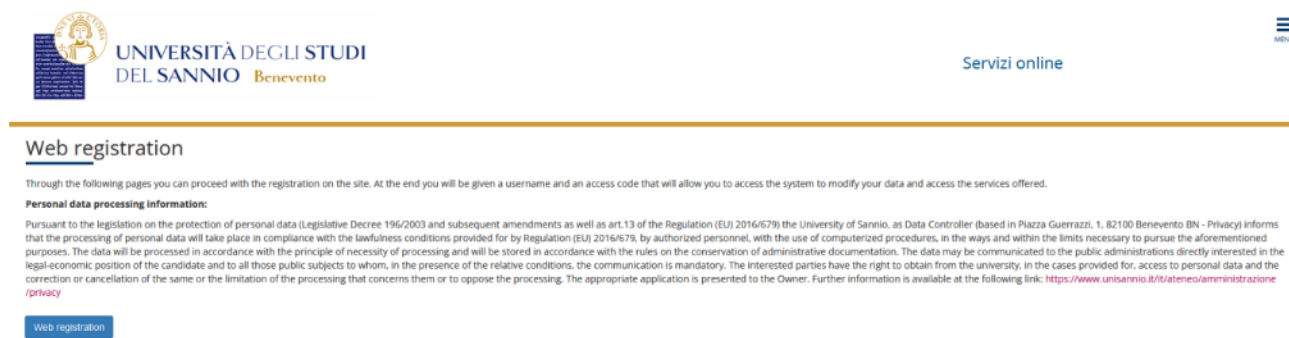 UNIVERSITÀ DEGLI STUDI
DEL SANNIO Benevento
Servizi online
MEN
Web registration
Through the following pages you can proceed with the registration on the site. At the end you will be given a username and an access code that will allow you to access the system to modify your data and access the services offered.
Personal data processing information:
Pursuant to the legislation on the protection of personal data (Legislative Decree 196/2003 and subsequent amendments as well as art.13 of the Regulation (EU) 2016/679) the University of Sannio, as Data Controller (based in Piazza Guerrazzi, 1, 82100 Benevento BN - Privacy) informs
that the processing of personal data will take place in compliance with the lawfulness conditions provided for by Regulation (EU) 2016/679, by authorized personnel, with the use of computerized procedures, in the ways and within the limits necessary to pursue the aforementioned
purposes. The data will be processed in accordance with the principle of necessity of processing and will be stored in accordance with the rules on the conservation of administrative documentation. The data may be communicated to the public administrations directly interested in the
legal-economic position of the candidate and to all those public subjects to whom, in the presence of the relative conditions, the communication is mandatory. The interested parties have the right to obtain from the university, in the cases provided for, access to personal data and the
correction or cancellation of the same or the limitation of the processing that concerns them or to oppose the processing. The appropriate application is presented to the Owner. Further information is available at the following link: https://www.unisannio.it/it/ateneo/amministrazione
/privacy
Web registration